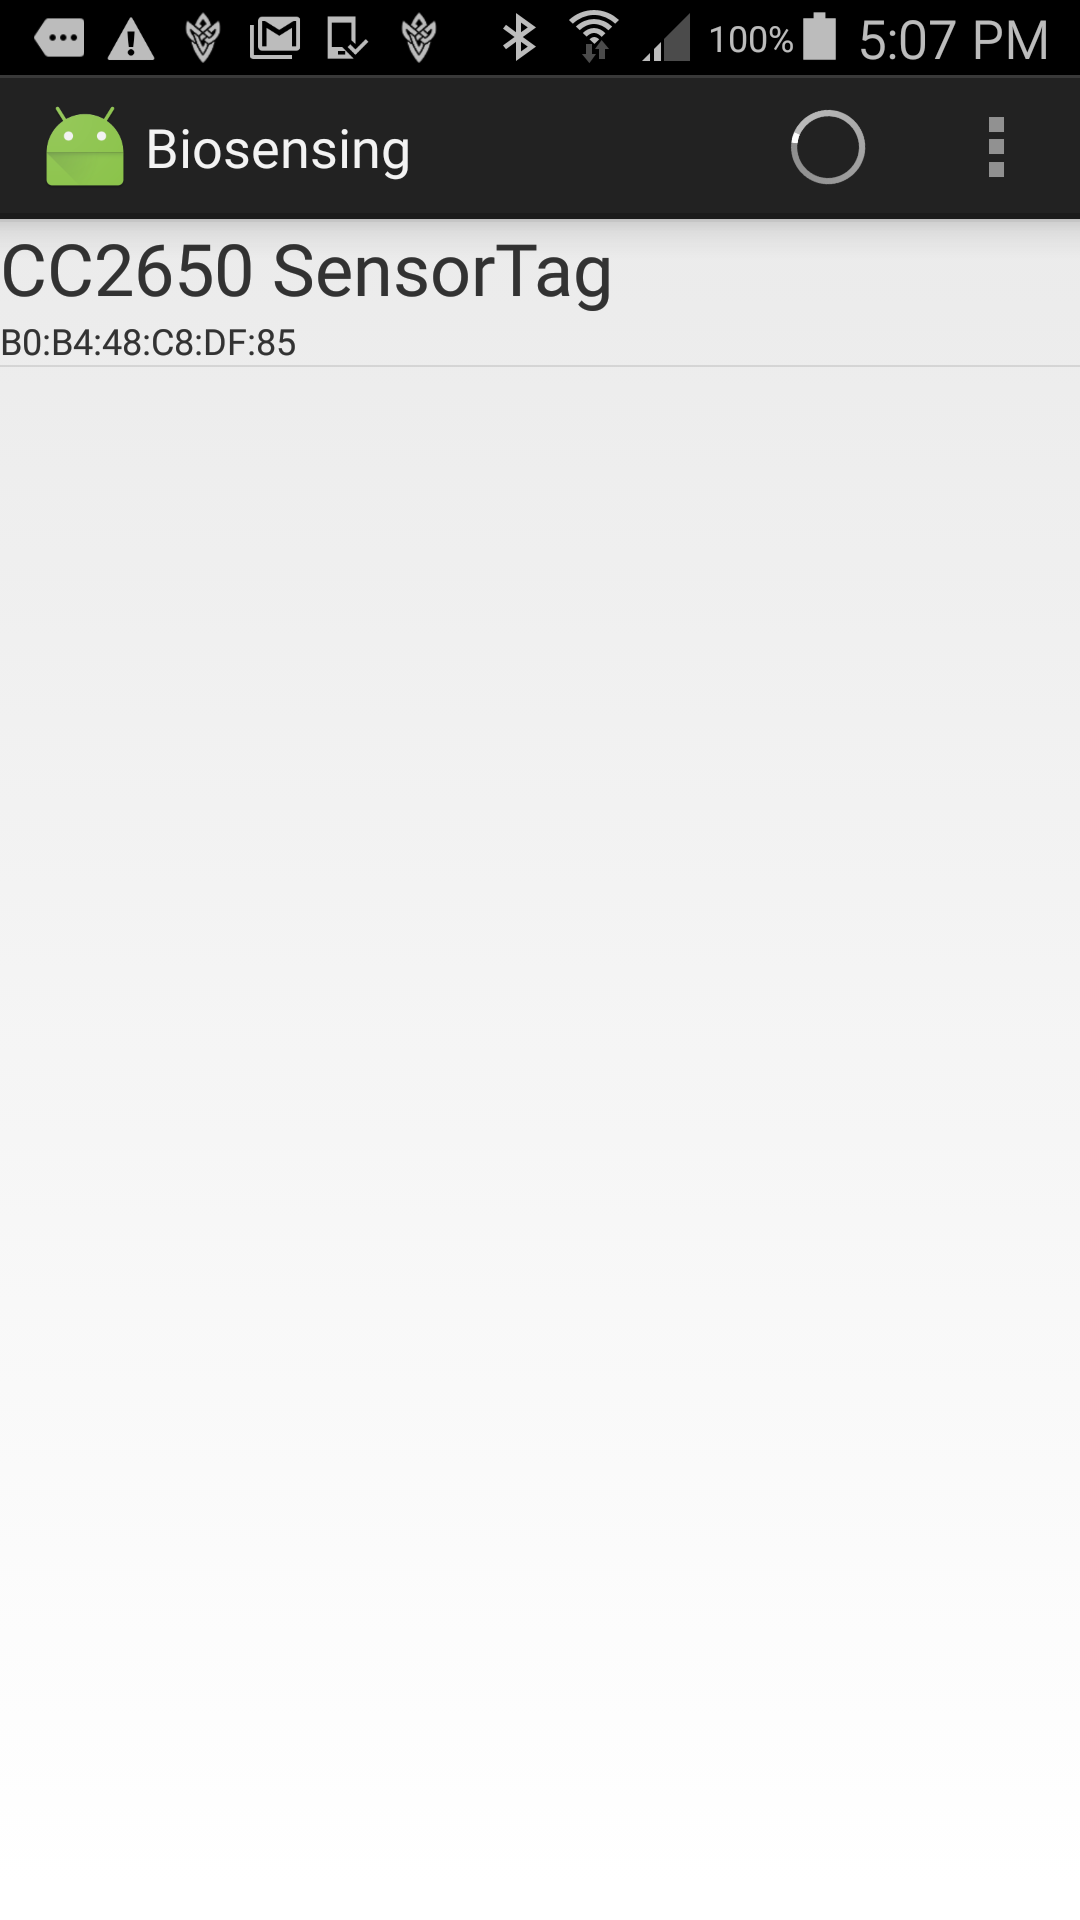 100% 5:07 PM
Biosensing
CC2650 SensorTag
B0:B4:48:C8:DF:85